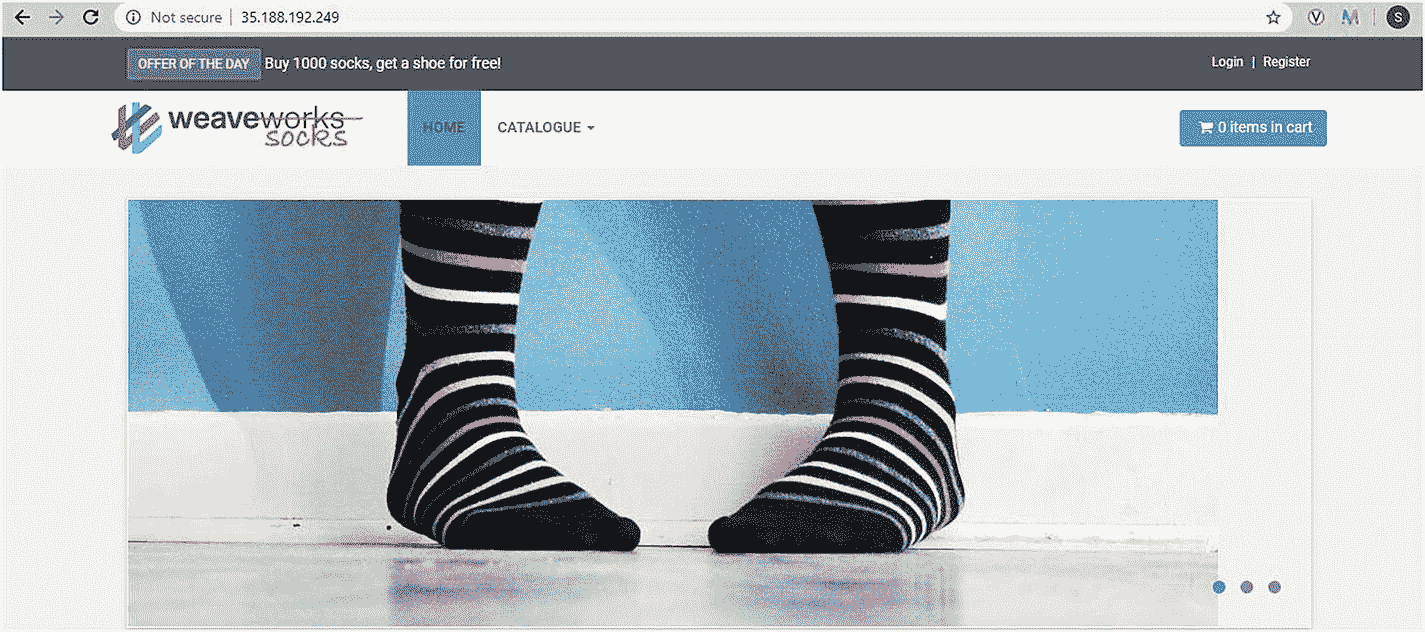 Not secure | 35.188.192.249
S
OFFER OF THE DAY Buy 1000 socks, get a shoe for free!
Login | Register
weaveworks
socks
HOME
CATALOGUE
0 items in cart